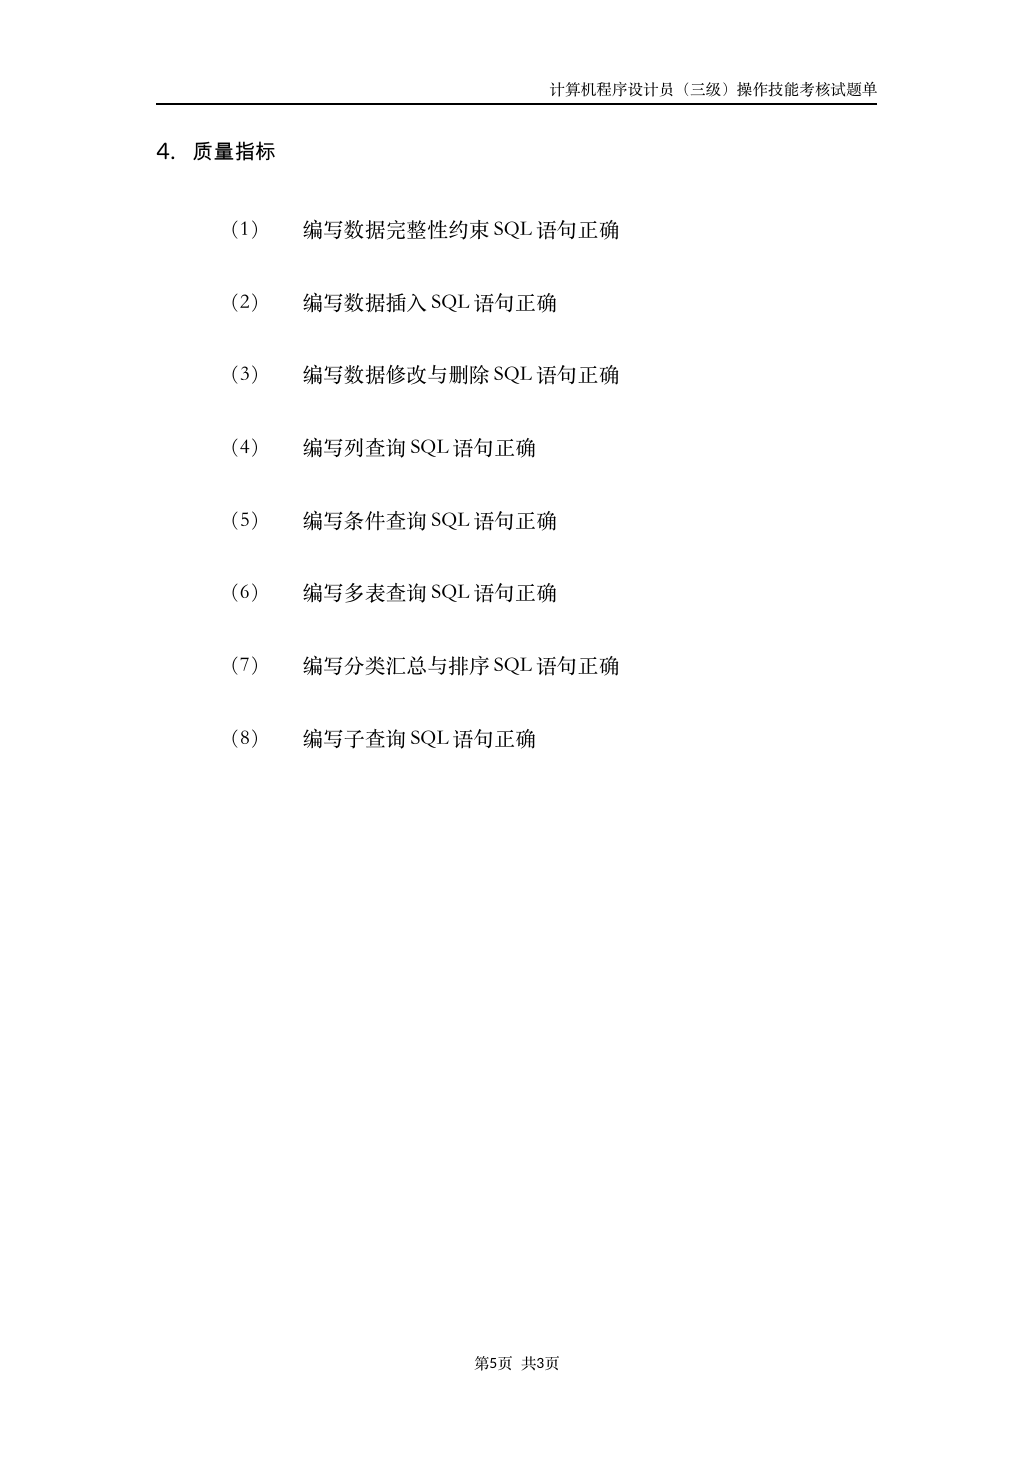 计算机程序设计员（三级）操作技能考核试题单
4. 质量指标
（1） 编写数据完整性约束 SQL 语句正确
（2） 编写数据插入 SQL 语句正确
（3） 编写数据修改与删除 SQL 语句正确
（4） 编写列查询 SQL 语句正确
（5） 编写条件查询 SQL 语句正确
（6） 编写多表查询 SQL 语句正确
（7） 编写分类汇总与排序 SQL 语句正确
（8） 编写子查询 SQL 语句正确
第5页 共3页